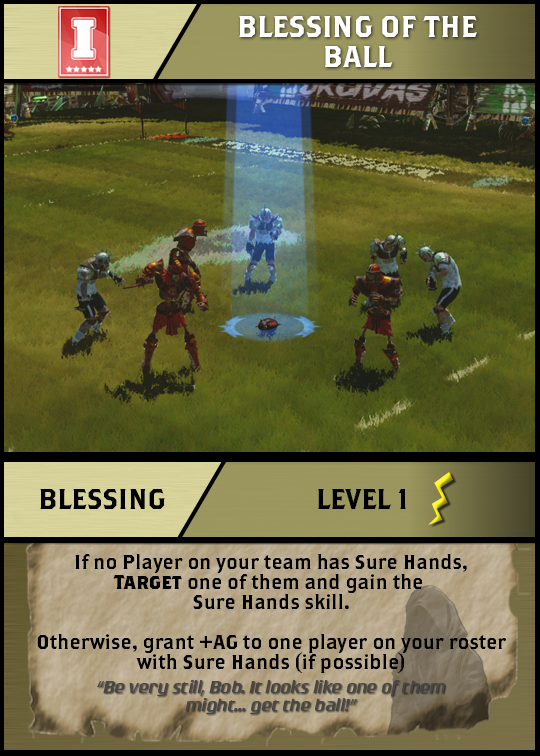 I
BLESSING OF THE
BALL
BLESSING
LEVEL 1
If no Player on your team has Sure Hands,
TARGET one of them and gain the
Sure Hands skill.
Otherwise, grant +AG to one player on your roster
with Sure Hands (if possible)
“Be very still, Bob. It looks like one of them
might... get the ball!”